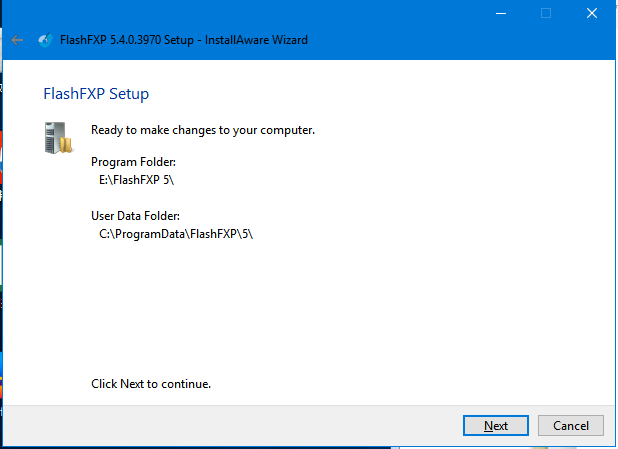 FlashFXP 5.4.0.3970 Setup - InstallAware Wizard
FlashFXP Setup
Ready to make changes to your computer.
Program Folder:
E:\FlashFXP 5\
User Data Folder:
C:\ProgramData\FlashFXP\5\
Click Next to continue.
Next
Cancel